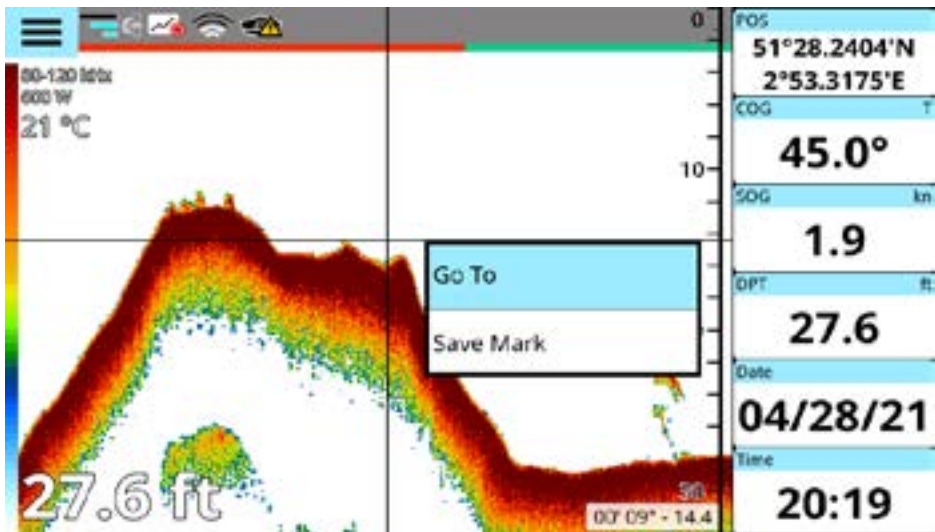 80-120 kHz
600 W
21 °C
0
10
Go To
Save Mark
27.6 ft
00' 09" - 14.4
POS
51°28.2404'N
2°53.3175'E
COG T
45.0°
SOG kn
1.9
DPT ft
27.6
Date
04/28/21
Time
20:19